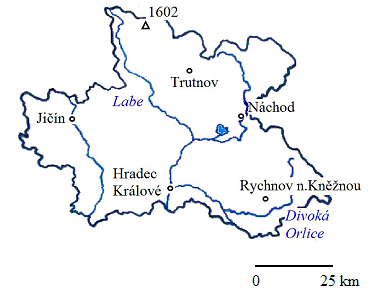 1602
Trutnov
Labe
Náchod
Jičín
Hradec
Králové
Rychnov n.Kněžnou
Divoká
Orlice
0 25 km